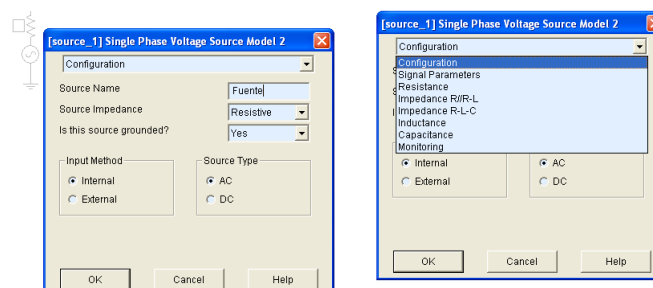 [source_1] Single Phase Voltage Source Model 2
Configuration
Source Name Fuente
Source Impedance Resistive
Is this source grounded? Yes
Input Method Source Type
Internal AC
External DC
OK Cancel Help
[source_1] Single Phase Voltage Source Model 2
Configuration
Configuration
Signal Parameters
Resistance
Impedance R//R-L
Impedance R-L-C
Inductance
Capacitance
Monitoring
Internal AC
External DC
OK Cancel Help